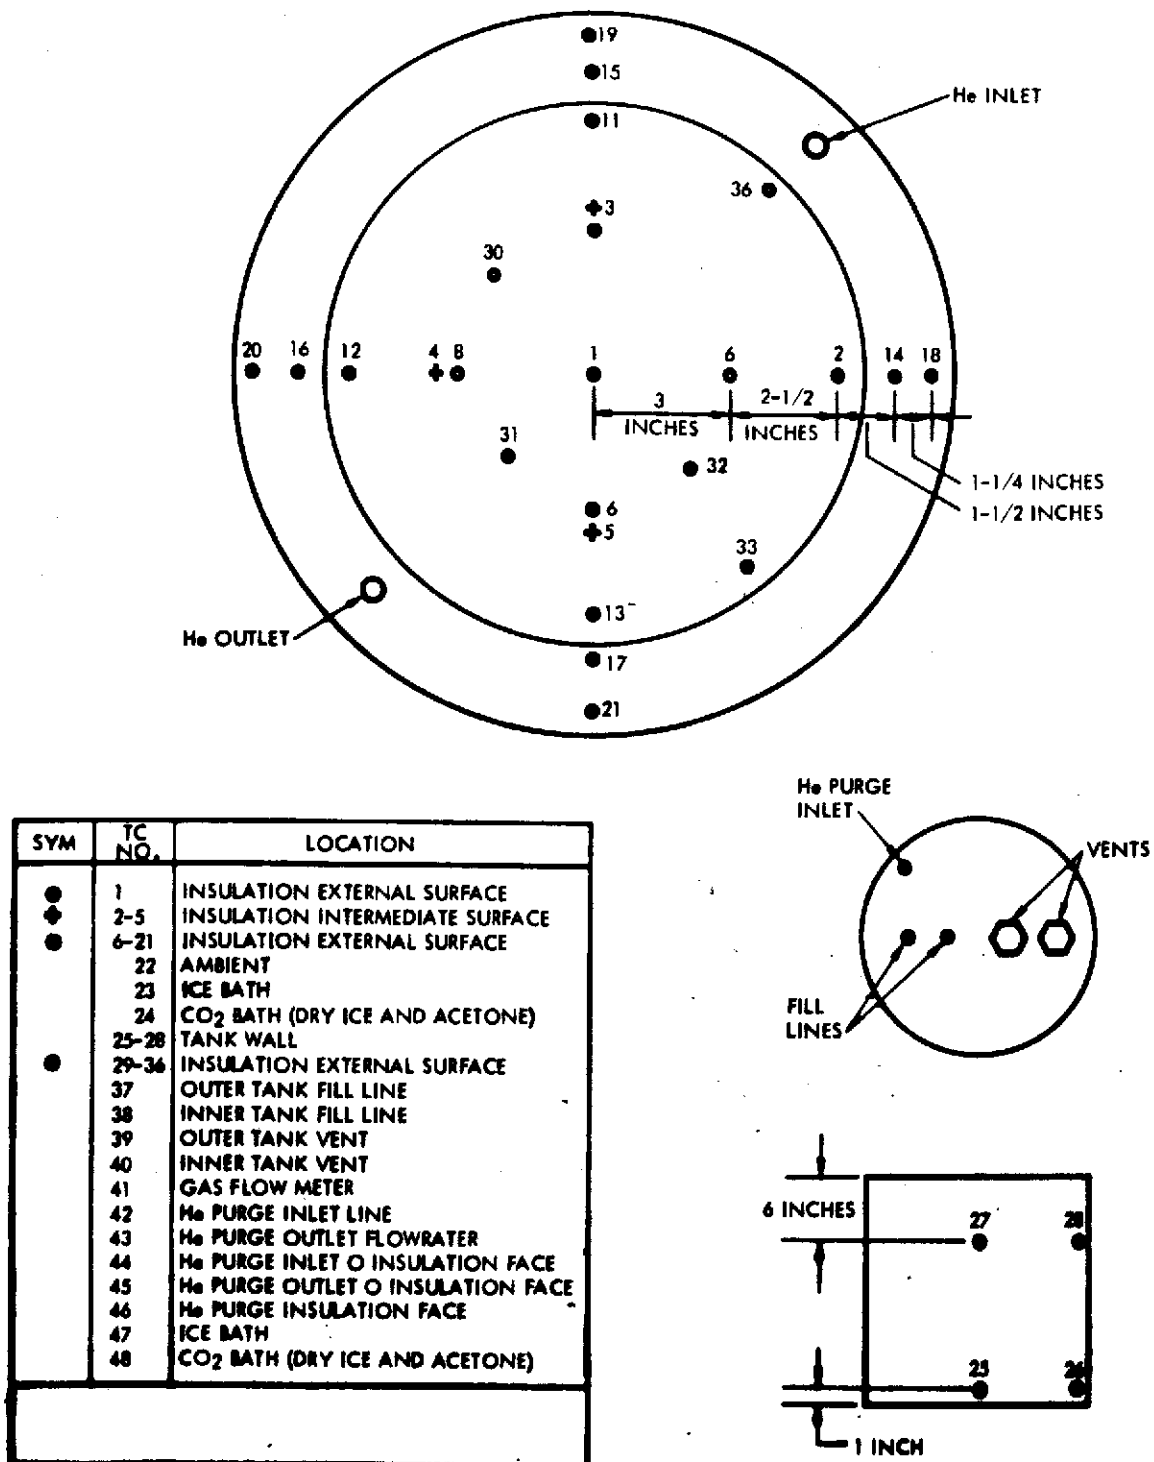 19
15
He INLET
11
36
3
30
20 16 12 4 8 1 6 2 14 18
3 INCHES
2-1/2 INCHES
31
32
1-1/4 INCHES
1-1/2 INCHES
6
5
33
13
He OUTLET
17
21
SYM TC NO. LOCATION
1 INSULATION EXTERNAL SURFACE
2-5 INSULATION INTERMEDIATE SURFACE
6-21 INSULATION EXTERNAL SURFACE
22 AMBIENT
23 ICE BATH
24 CO2 BATH (DRY ICE AND ACETONE)
25-28 TANK WALL
29-36 INSULATION EXTERNAL SURFACE
37 OUTER TANK FILL LINE
38 INNER TANK FILL LINE
39 OUTER TANK VENT
40 INNER TANK VENT
41 GAS FLOW METER
42 He PURGE INLET LINE
43 He PURGE OUTLET FLOWRATER
44 He PURGE INLET O INSULATION FACE
45 He PURGE OUTLET O INSULATION FACE
46 He PURGE INSULATION FACE
47 ICE BATH
48 CO2 BATH (DRY ICE AND ACETONE)
He PURGE
INLET
VENTS
FILL
LINES
6 INCHES
27 28
25 26
1 INCH